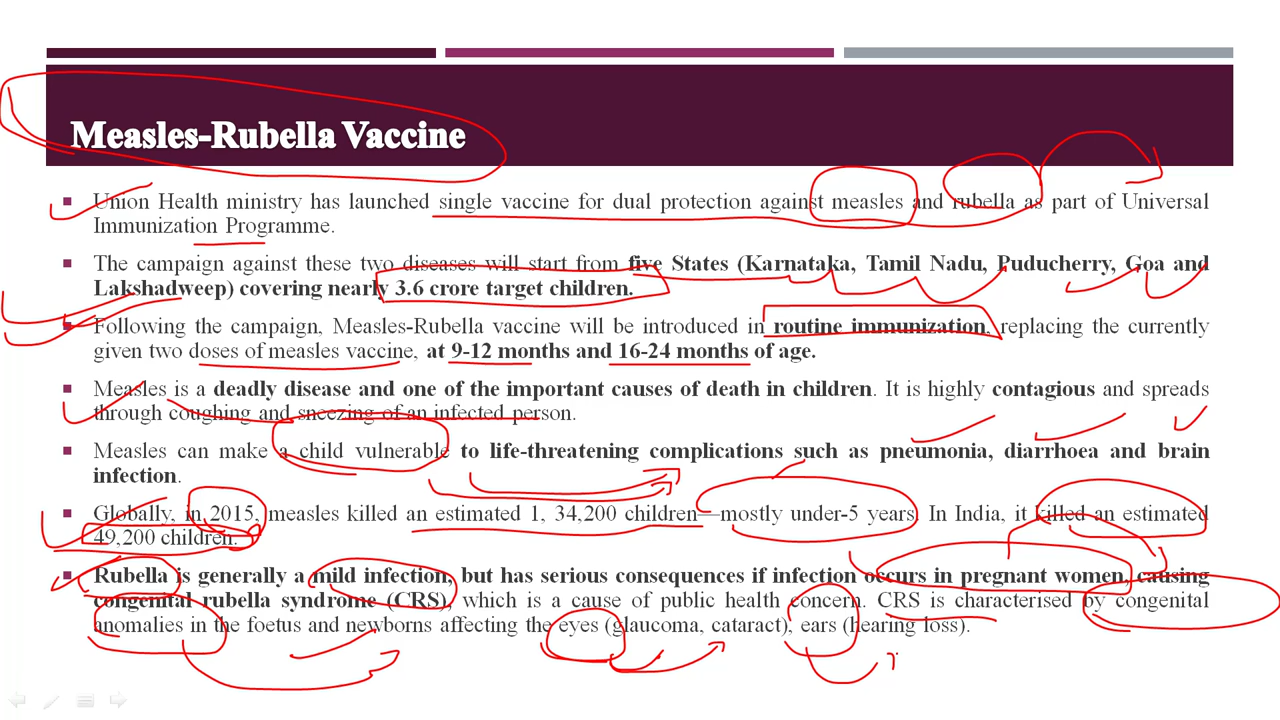 Measles-Rubella Vaccine
Union Health ministry has launched single vaccine for dual protection against measles and rubella as part of Universal
Immunization Programme.
The campaign against these two diseases will start from five States (Karnataka, Tamil Nadu, Puducherry, Goa and
Lakshadweep) covering nearly 3.6 crore target children.
Following the campaign, Measles-Rubella vaccine will be introduced in routine immunization, replacing the currently
given two doses of measles vaccine, at 9-12 months and 16-24 months of age.
Measles is a deadly disease and one of the important causes of death in children. It is highly contagious and spreads
through coughing and sneezing of an infected person.
Measles can make a child vulnerable to life-threatening complications such as pneumonia, diarrhoea and brain
infection.
Globally, in 2015, measles killed an estimated 1, 34,200 children—mostly under-5 years. In India, it killed an estimated
49,200 children.
Rubella is generally a mild infection, but has serious consequences if infection occurs in pregnant women, causing
congenital rubella syndrome (CRS), which is a cause of public health concern. CRS is characterised by congenital
anomalies in the foetus and newborns affecting the eyes (glaucoma, cataract), ears (hearing loss).